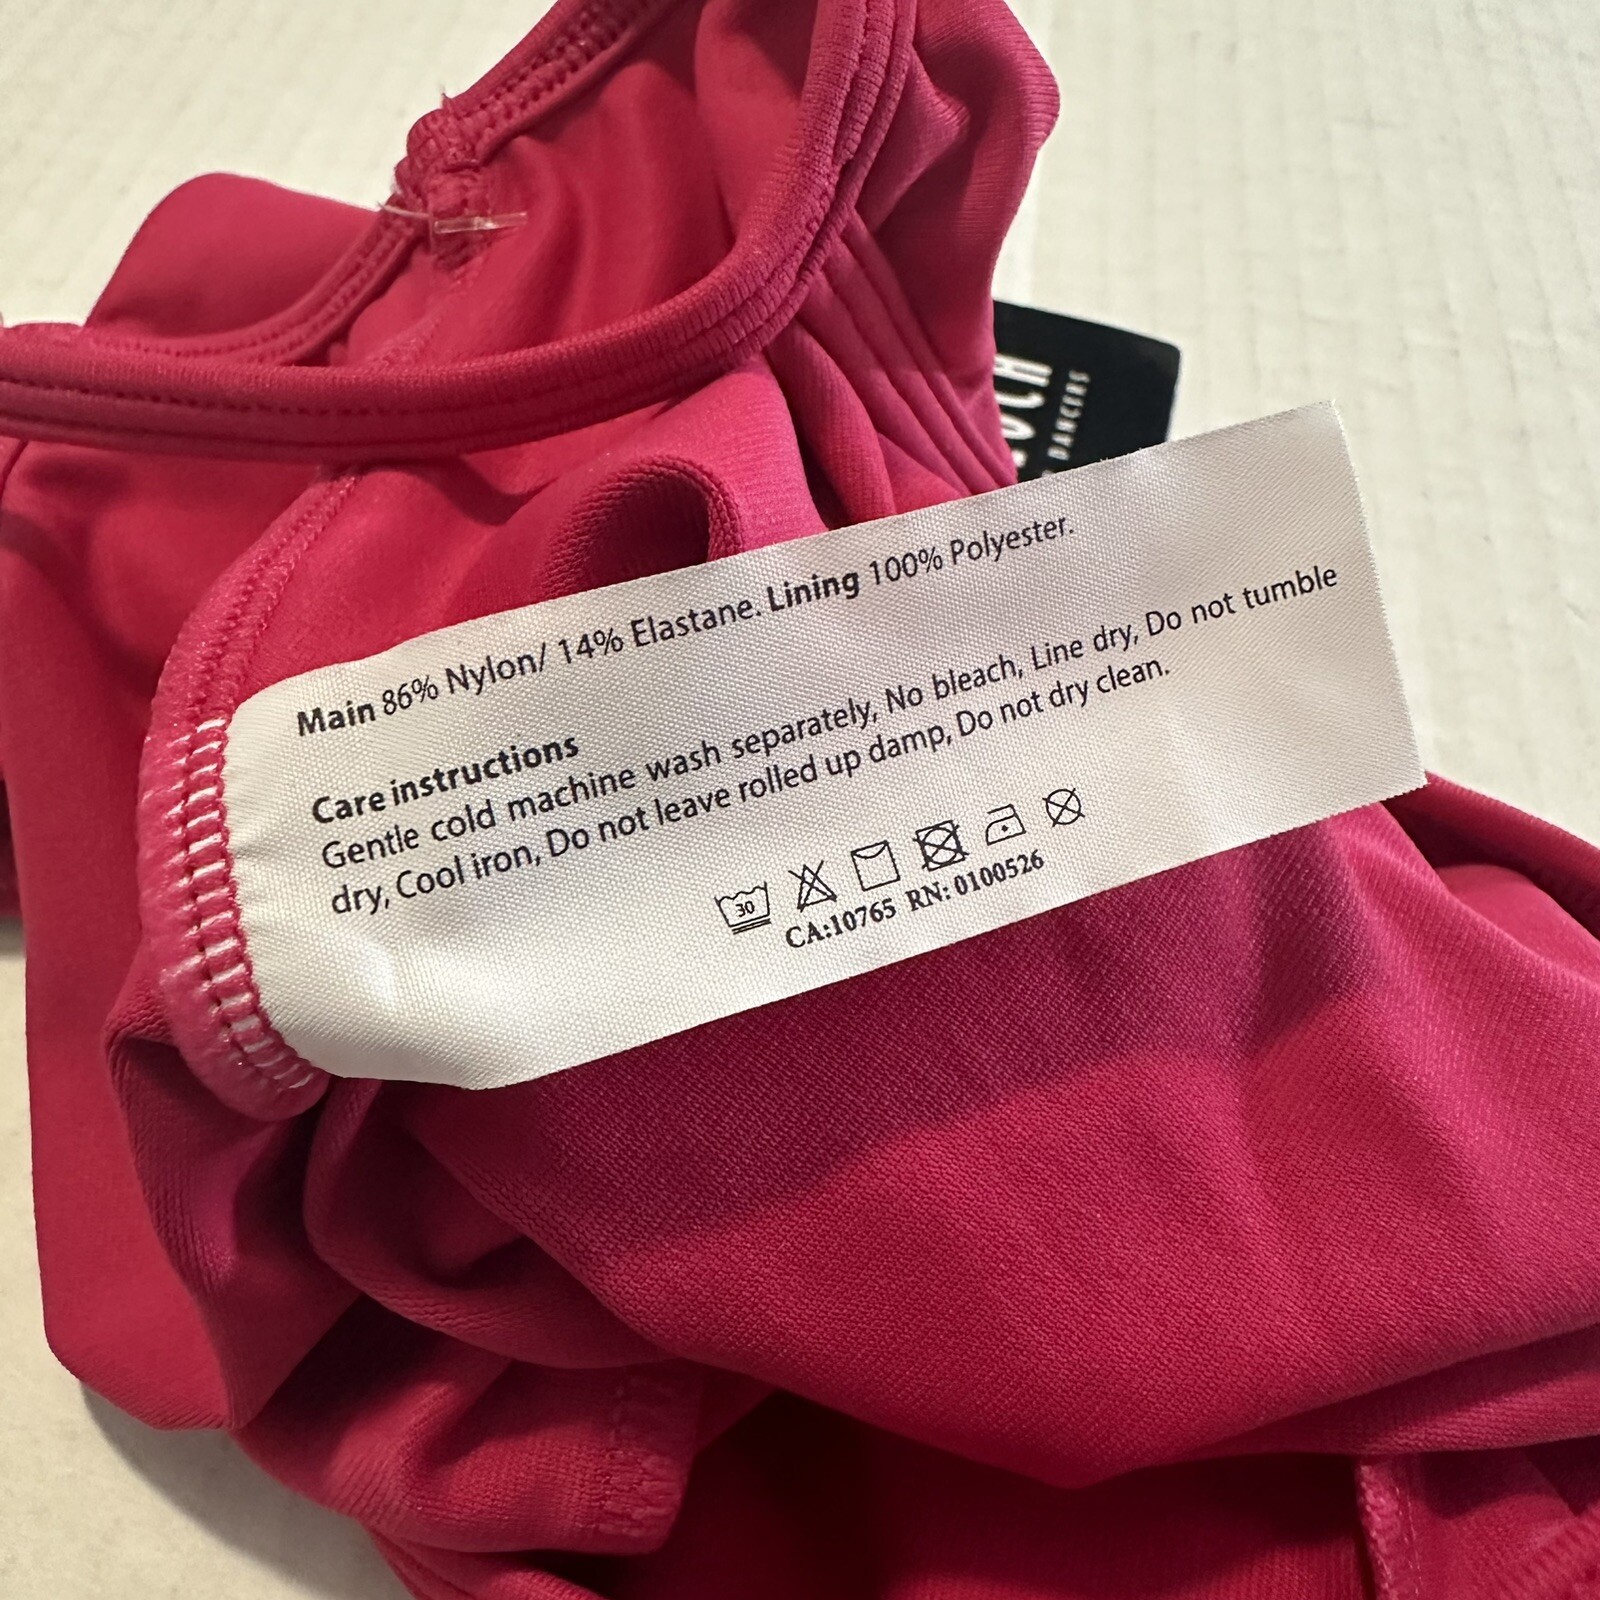 DANCERS
Main 86% Nylon/ 14% Elastane. Lining 100% Polyester.
Care instructions
Gentle cold machine wash separately, No bleach, Line dry, Do not tumble
dry, Cool iron, Do not leave rolled up damp, Do not dry clean.
30
CA:10765 RN: 0100526